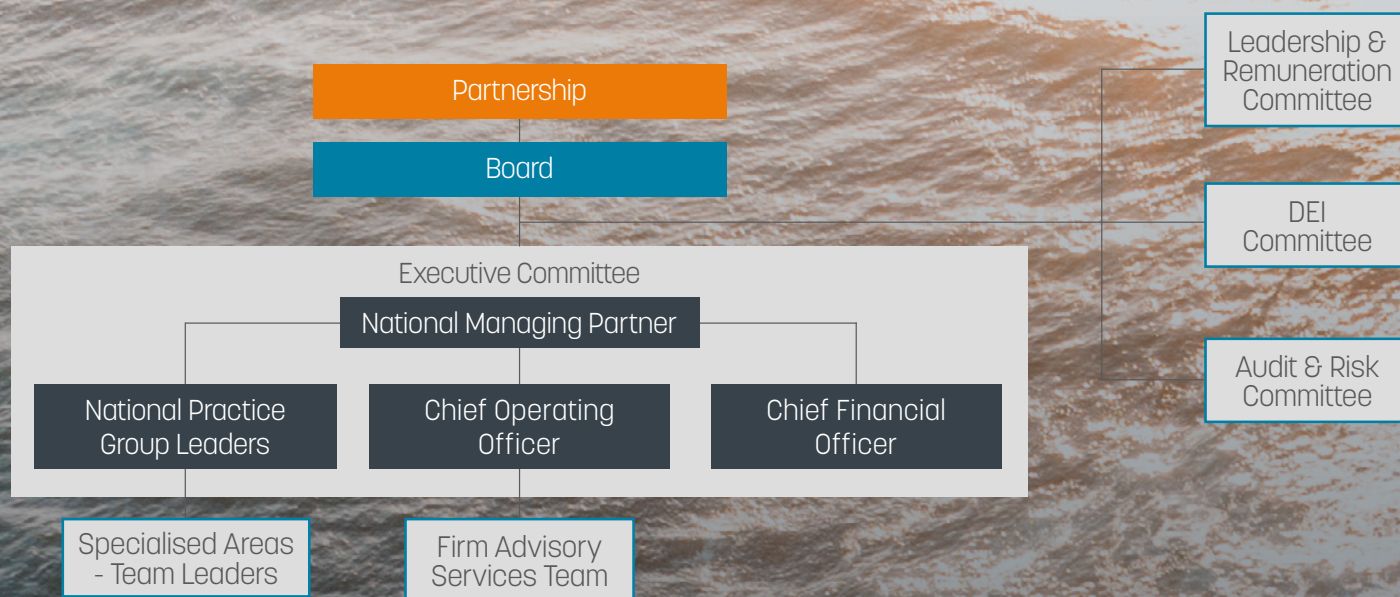 Partnership
Board
Leadership &
Remuneration
Committee
DEI
Committee
Audit & Risk
Committee
Executive Committee
National Managing Partner
National Practice
Group Leaders
Chief Operating
Officer
Chief Financial
Officer
Specialised Areas
- Team Leaders
Firm Advisory
Services Team